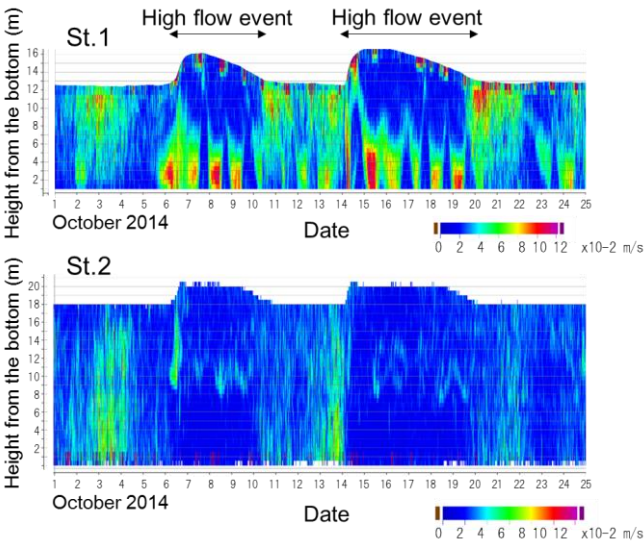 High flow event High flow event
St.1
Height from the bottom (m)
16
14
12
10
8
6
4
2
1 2 3 4 5 6 7 8 9 10 11 12 13 14 15 16 17 18 19 20 21 22 23 24 25
October 2014
Date
0 2 4 6 8 10 12 x10-2 m/s
St.2
Height from the bottom (m)
20
18
16
14
12
10
8
6
4
2
1 2 3 4 5 6 7 8 9 10 11 12 13 14 15 16 17 18 19 20 21 22 23 24 25
October 2014
Date
0 2 4 6 8 10 12 x10-2 m/s